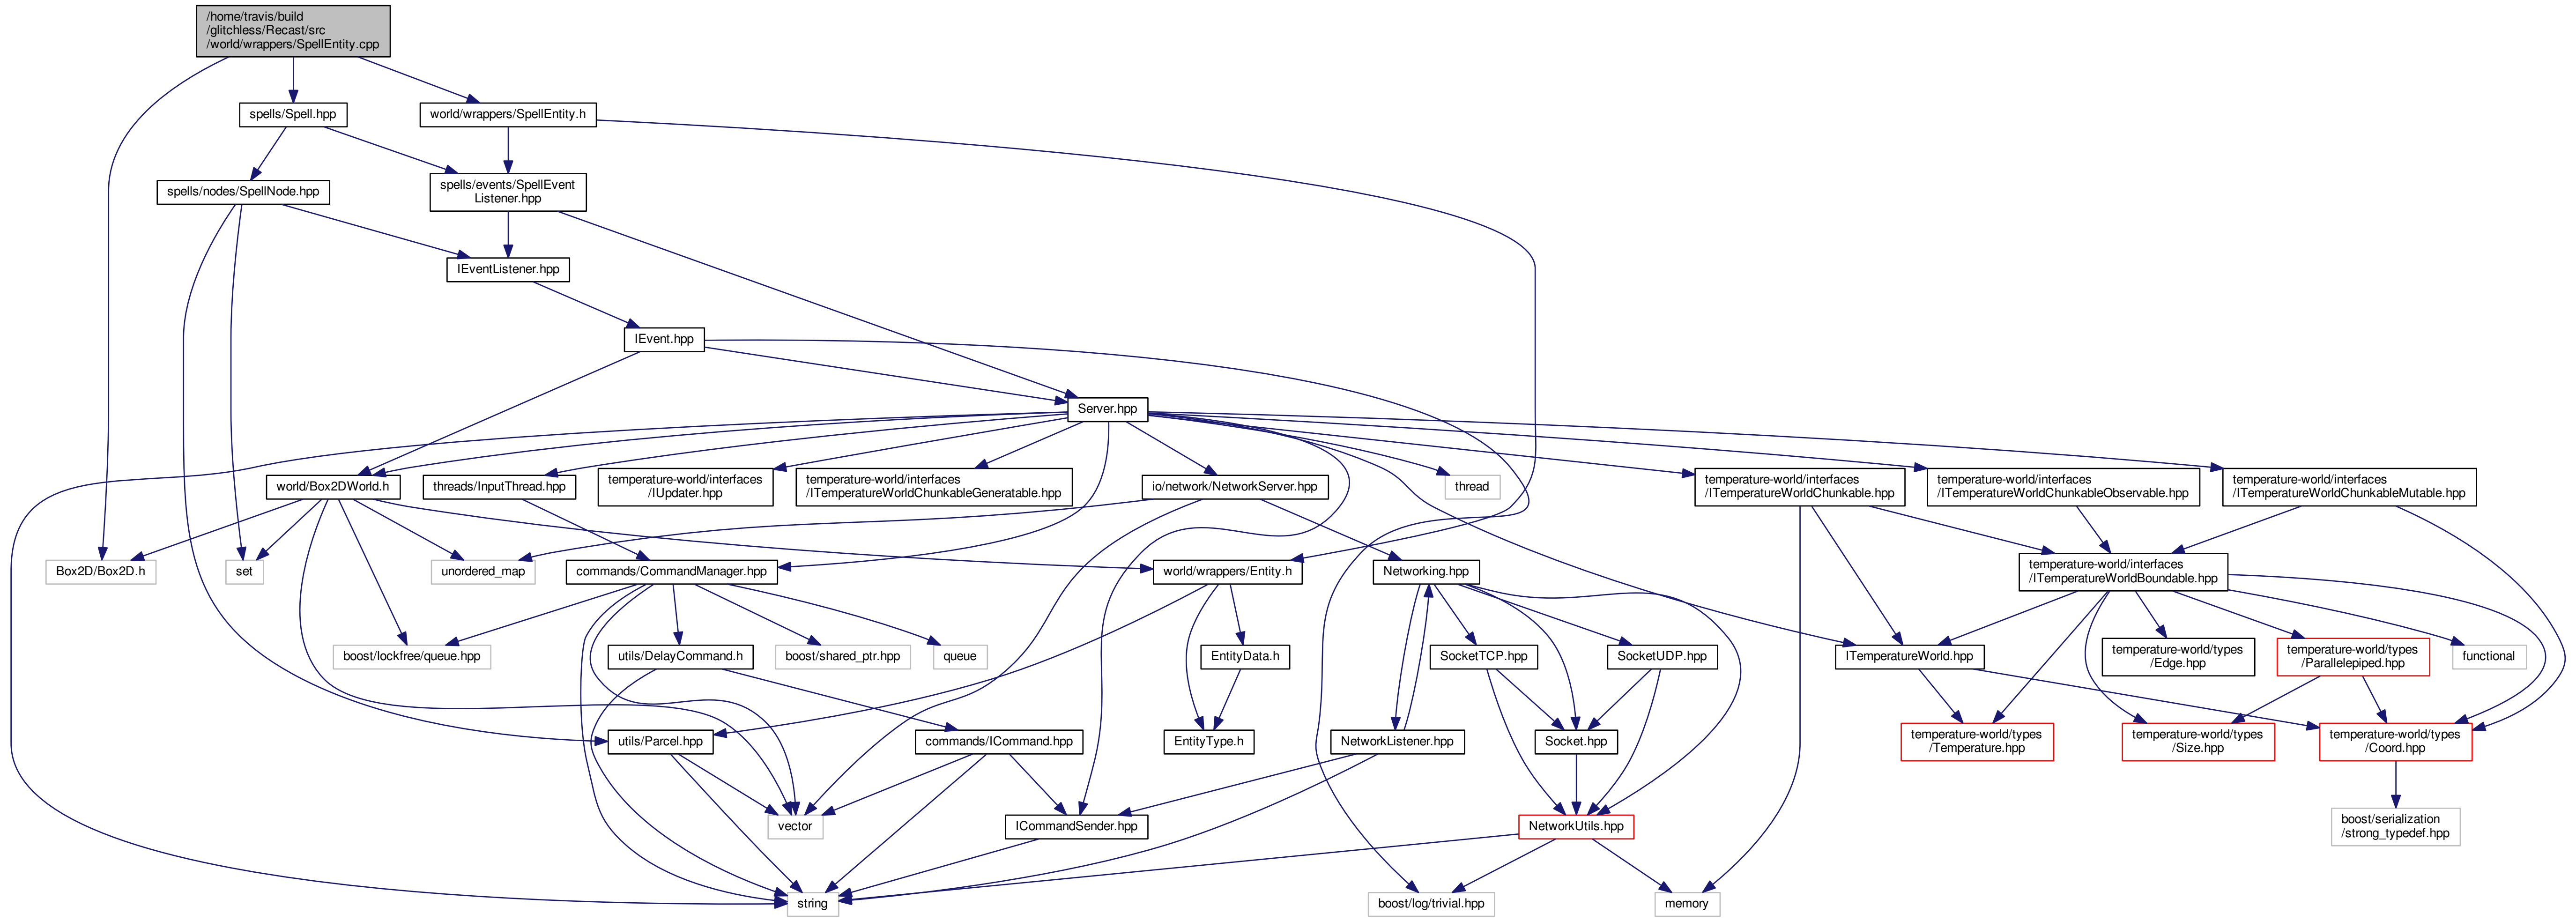 /home/travis/build
/glitchless/Recast/src
/world/wrappers/SpellEntity.cpp
spells/Spell.hpp
world/wrappers/SpellEntity.h
spells/nodes/SpellNode.hpp
spells/events/SpellEvent
Listener.hpp
IEventListener.hpp
IEvent.hpp
Server.hpp
world/Box2DWorld.h
threads/InputThread.hpp
temperature-world/interfaces
/IUpdater.hpp
temperature-world/interfaces
/ITemperatureWorldChunkableGeneratable.hpp
io/network/NetworkServer.hpp
thread
temperature-world/interfaces
/ITemperatureWorldChunkable.hpp
temperature-world/interfaces
/ITemperatureWorldChunkableObservable.hpp
temperature-world/interfaces
/ITemperatureWorldChunkableMutable.hpp
Box2D/Box2D.h
set
unordered_map
commands/CommandManager.hpp
world/wrappers/Entity.h
Networking.hpp
temperature-world/interfaces
/ITemperatureWorldBoundable.hpp
boost/lockfree/queue.hpp
utils/DelayCommand.h
boost/shared_ptr.hpp
queue
EntityData.h
SocketTCP.hpp
SocketUDP.hpp
ITemperatureWorld.hpp
temperature-world/types
/Edge.hpp
temperature-world/types
/Parallelepiped.hpp
functional
utils/Parcel.hpp
commands/ICommand.hpp
EntityType.h
NetworkListener.hpp
Socket.hpp
temperature-world/types
/Temperature.hpp
temperature-world/types
/Size.hpp
temperature-world/types
/Coord.hpp
vector
ICommandSender.hpp
NetworkUtils.hpp
boost/serialization
/strong_typedef.hpp
string
boost/log/trivial.hpp
memory